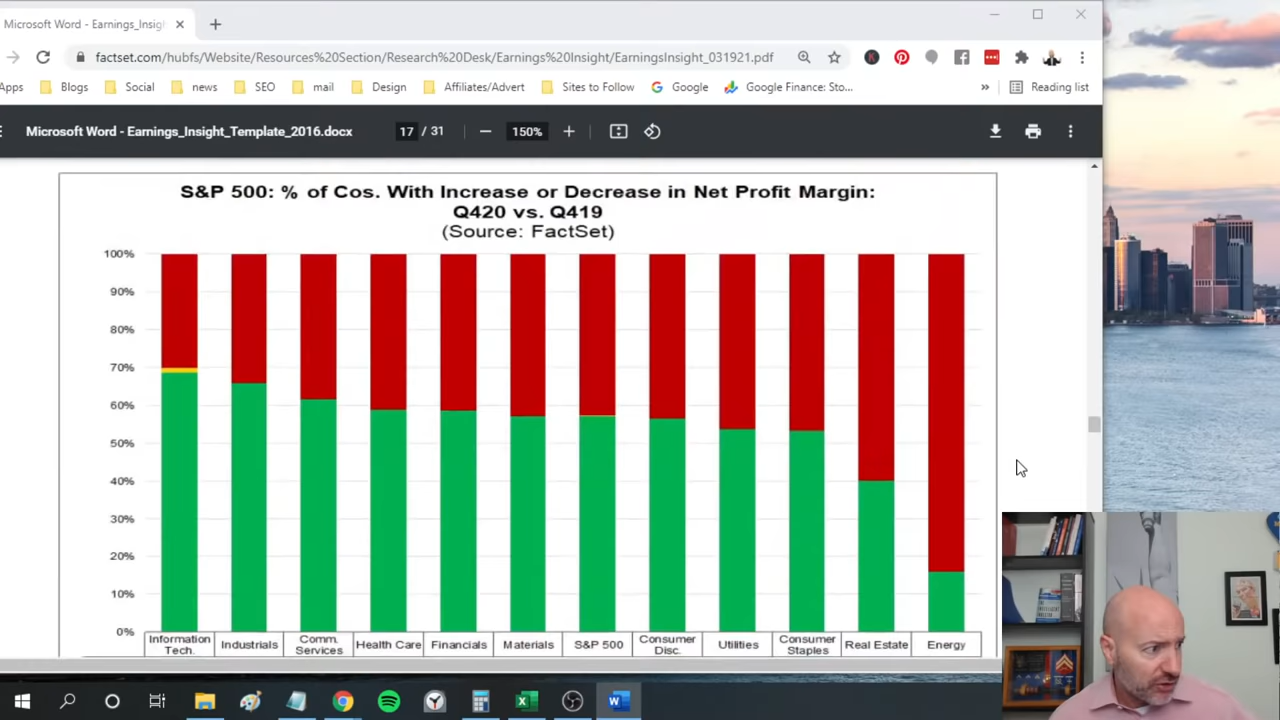 Microsoft Word - Earnings_Insig
factset.com/hubfs/Website/Resources%20Section/Research%20Desk/Earnings%20Insight/EarningsInsight_031921.pdf
Apps Blogs Social news SEO mail Design Affiliates/Advert Sites to Follow Google Google Finance: Sto... » Reading list
Microsoft Word - Earnings_Insight_Template_2016.docx 17 / 31 150%
S&P 500: % of Cos. With Increase or Decrease in Net Profit Margin:
Q420 vs. Q419
(Source: FactSet)
100%
90%
80%
70%
60%
50%
40%
30%
20%
10%
0%
Information Tech.
Industrials
Comm. Services
Health Care
Financials
Materials
S&P 500
Consumer Disc.
Utilities
Consumer Staples
Real Estate
Energy